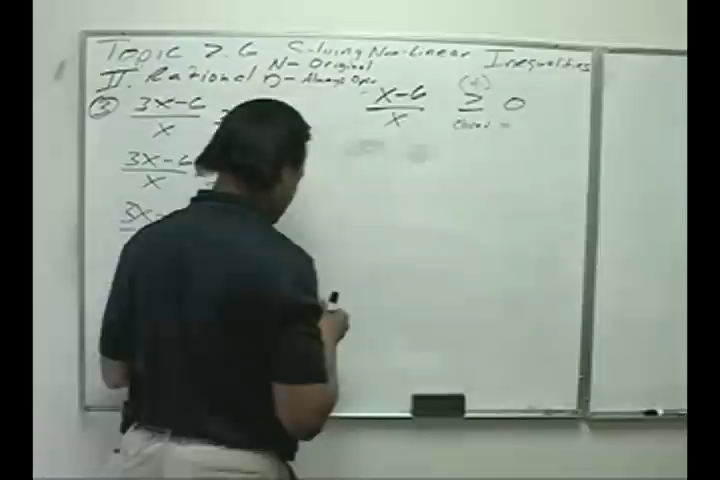 Topic 7.6 Solving Non-Linear Inequalities
II. Rational N- Original
D- Always Open
③ 3X-6
X
X-6
X
(+)
≥ 0
3X-6
X
3X